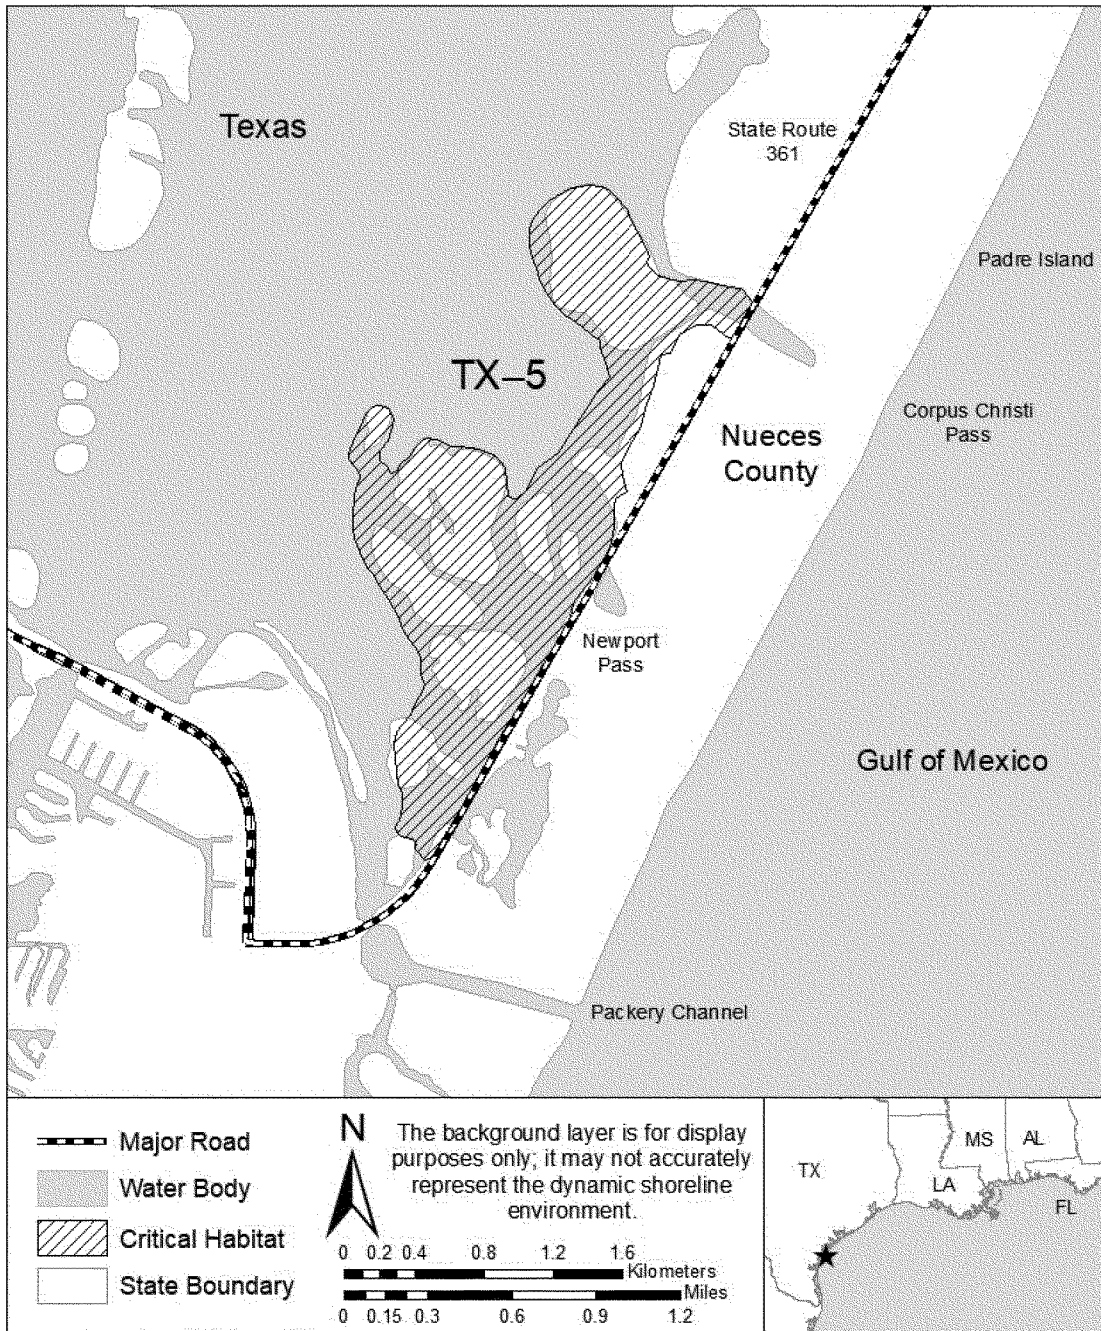 Texas
State Route
361
Padre Island
TX–5
Corpus Christi
Pass
Nueces
County
Newport
Pass
Gulf of Mexico
Packery Channel
Major Road
Water Body
Critical Habitat
State Boundary
N
The background layer is for display
purposes only; it may not accurately
represent the dynamic shoreline
environment.
0 0.2 0.4 0.8 1.2 1.6
Kilometers
Miles
0 0.15 0.3 0.6 0.9 1.2
TX
MS
AL
LA
FL